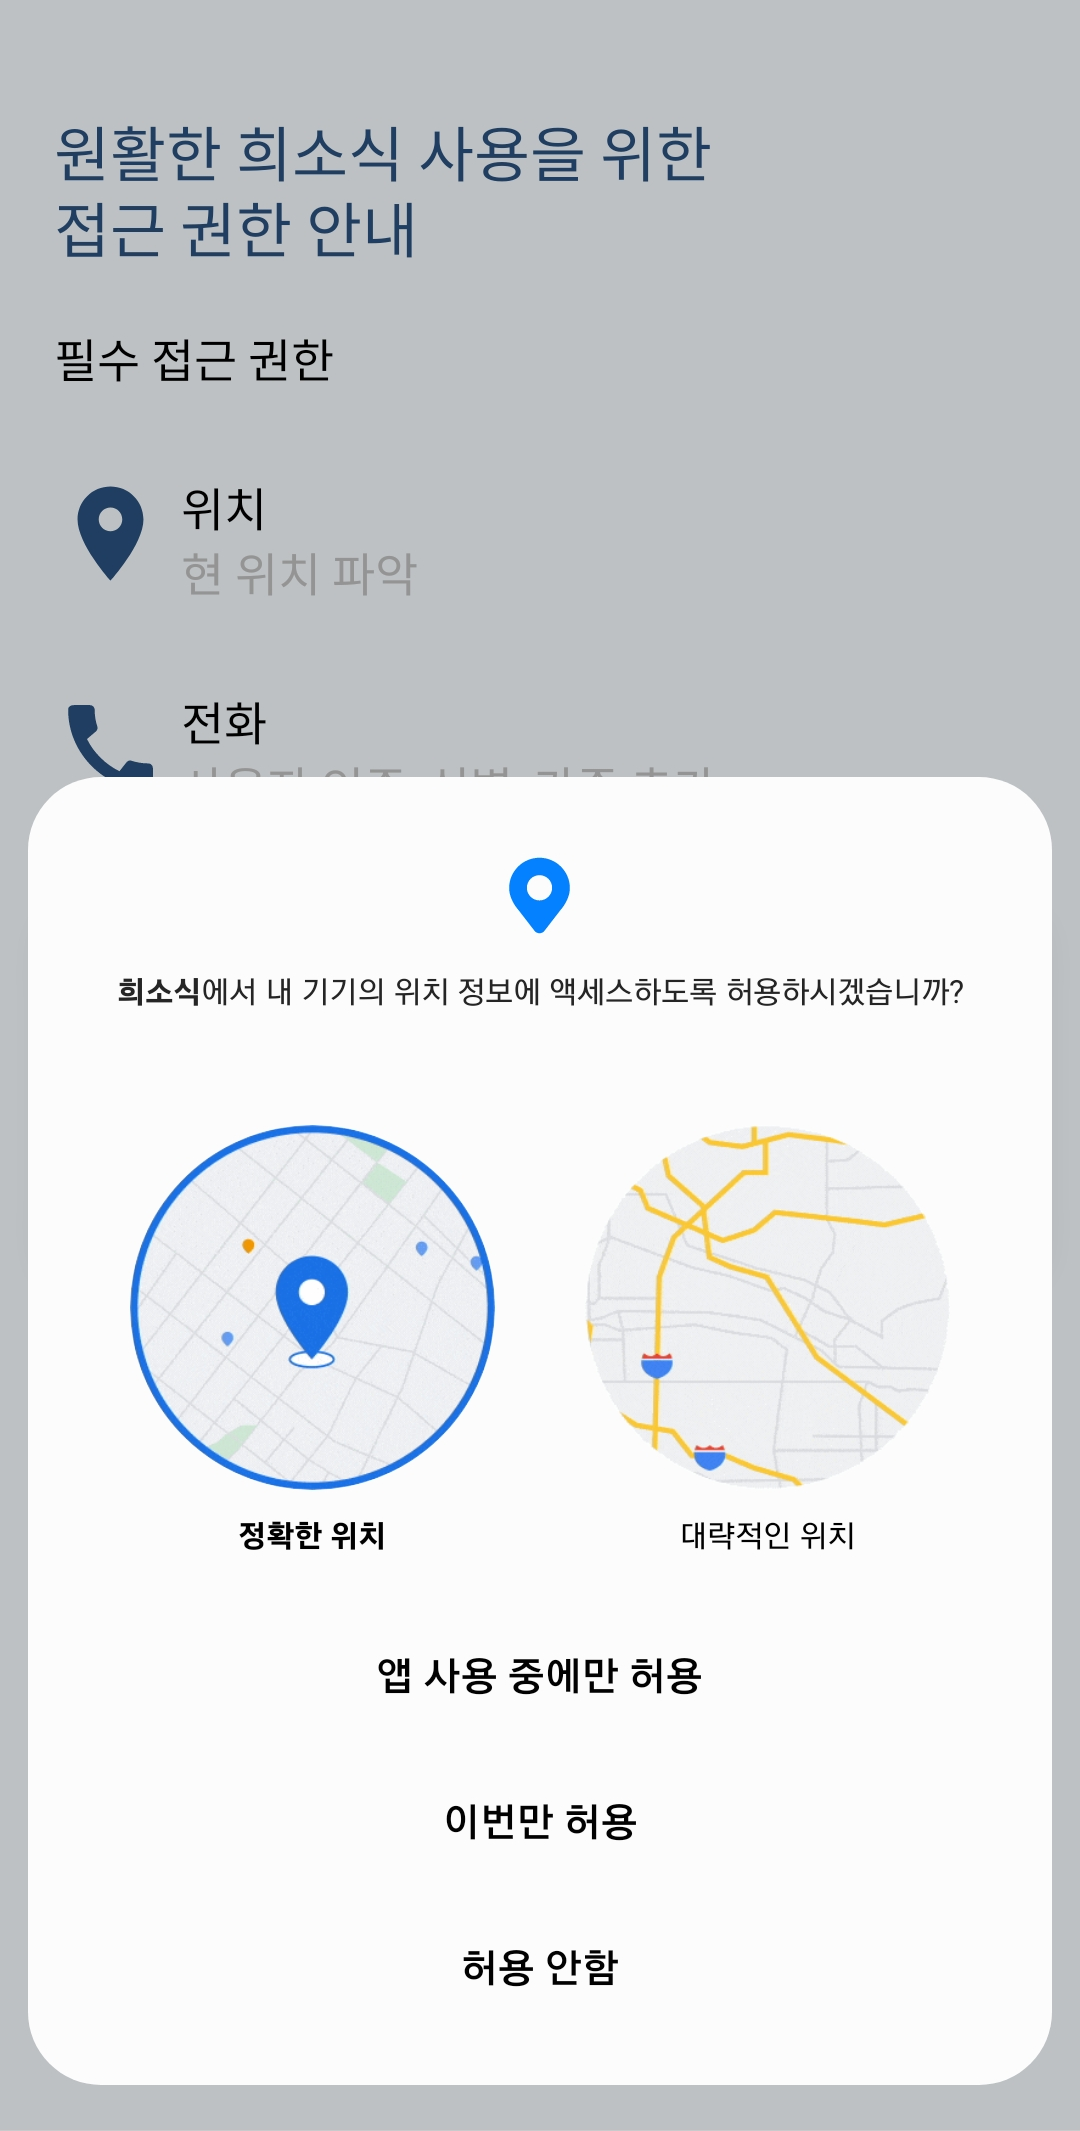 원활한 희소식 사용을 위한
접근 권한 안내
필수 접근 권한
위치
현 위치 파악
전화
희소식에서 내 기기의 위치 정보에 액세스하도록 허용하시겠습니까?
정확한 위치
대략적인 위치
앱 사용 중에만 허용
이번만 허용
허용 안함